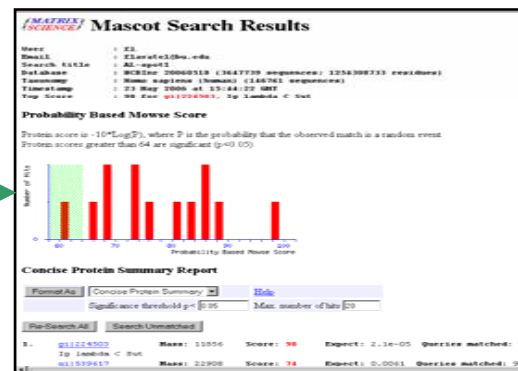 MATRIX SCIENCE Mascot Search Results
User : El
Email : 
Search title : AL-spot1
Database : NCBInr 20060518 (3647739 sequences; 1256308733 residues)
Taxonomy : Homo sapiens (human) (146761 sequences)
Timestamp : 23 May 2006 at 15:44:22 GMT
Top Score : 98 for gi|224503, Ig lambda C Sut
Probability Based Mowse Score
Protein score is -10*Log(P), where P is the probability that the observed match is a random event
Protein scores greater than 64 are significant (p<0.05)
Number of Hits
0
60 70 80 90 100
Probability Based Mowse Score
Concise Protein Summary Report
Format As Concise Protein Summary Help
Significance threshold p< 0.05 Max. number of hits 20
Re-Search All Search Unmatched
1. gi|224503 Mass: 11856 Score: 98 Expect: 2.1e-05 Queries matched:
Ig lambda C Sut
gi|539617 Mass: 22908 Score: 74 Expect: 0.0061 Queries matched: 9